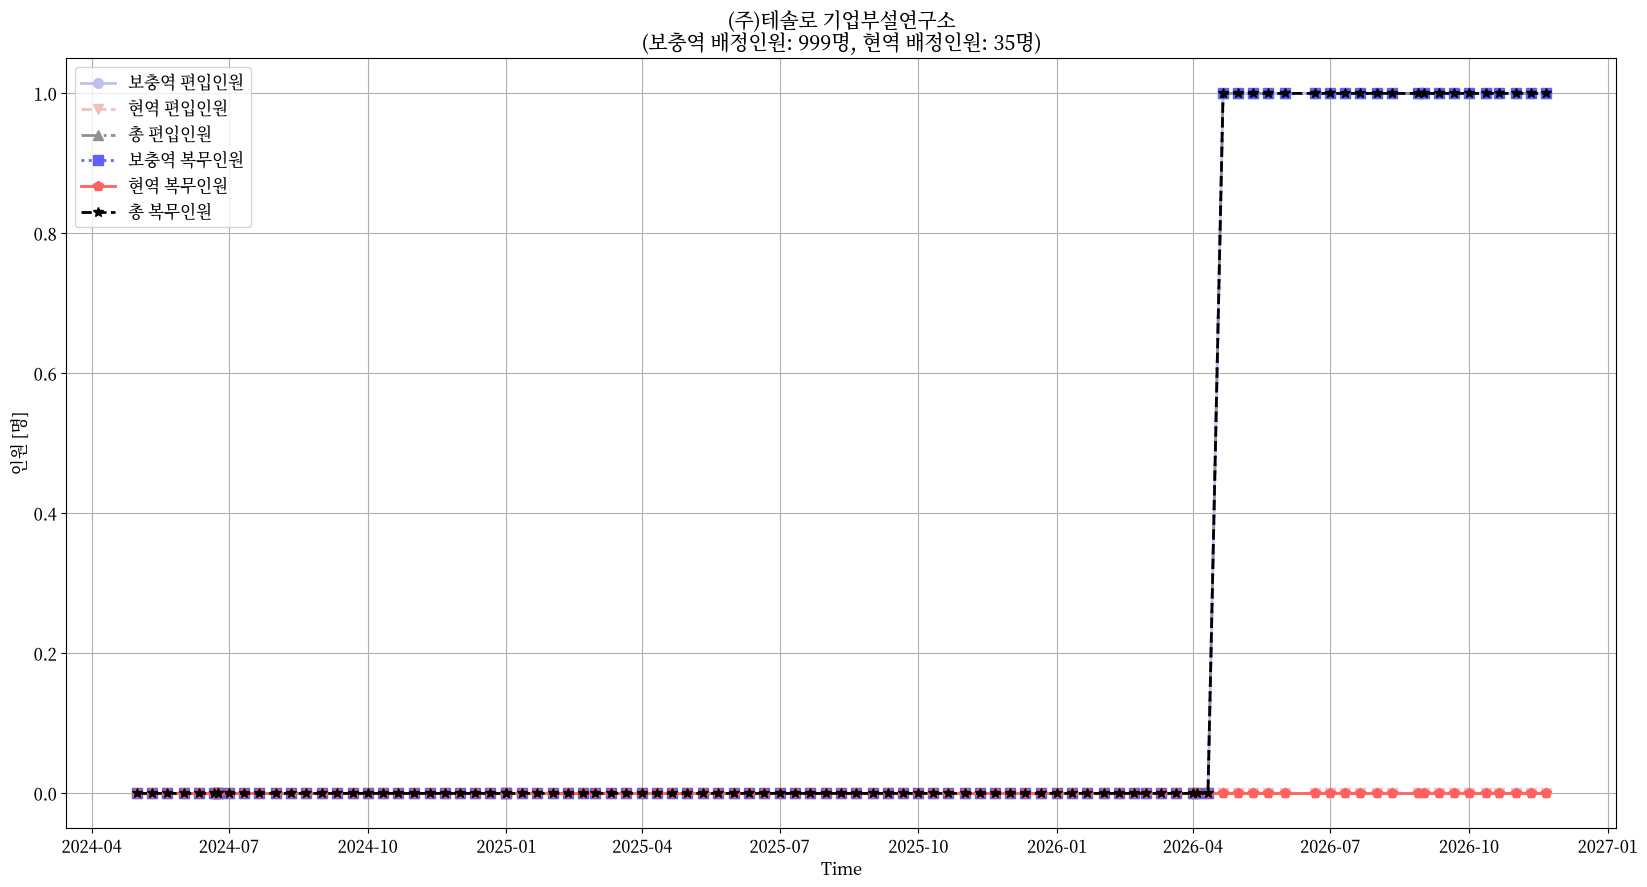 (주)테솔로 기업부설연구소
(보충역 배정인원: 999명, 현역 배정인원: 35명)
보충역 편입인원
현역 편입인원
총 편입인원
보충역 복무인원
현역 복무인원
총 복무인원
1.0
0.8
0.6
0.4
0.2
0.0
인원 [명]
2024-04 2024-07 2024-10 2025-01 2025-04 2025-07 2025-10 2026-01 2026-04 2026-07 2026-10 2027-01
Time